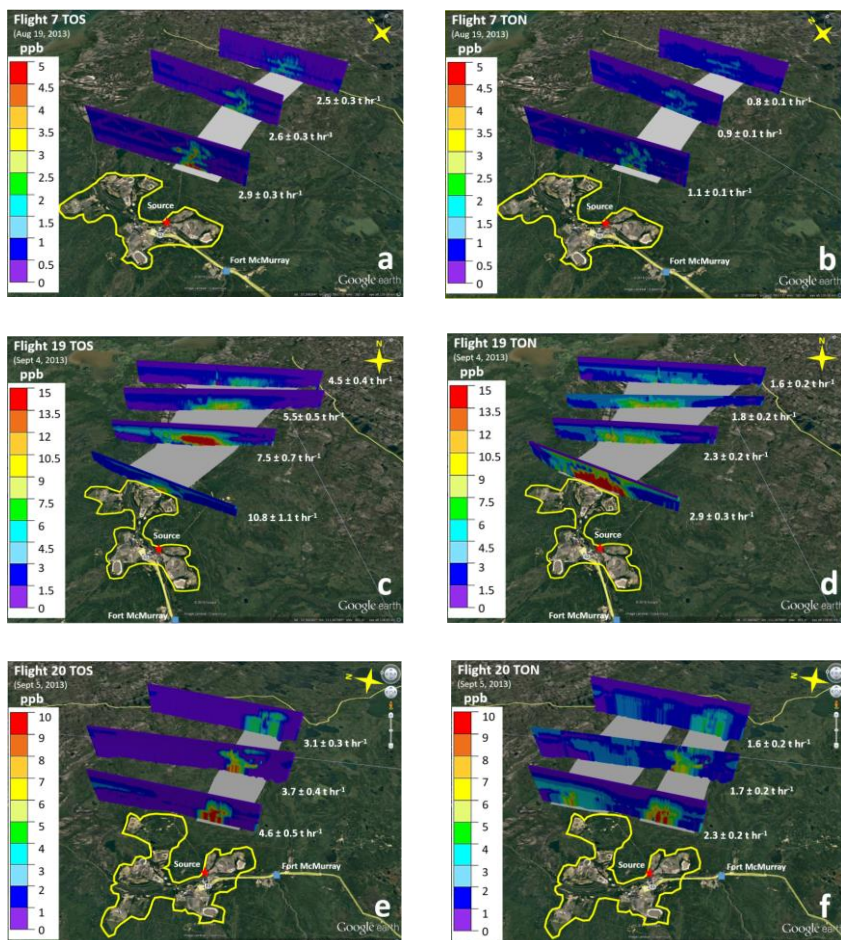 Flight 7 TOS
(Aug 19, 2013)
ppb
5
4.5
4
3.5
3
2.5
2
1.5
1
0.5
0
N
2.5 ± 0.3 t hr-1
2.6 ± 0.3 t hr-1
2.9 ± 0.3 t hr-1
Source
Fort McMurray
a
Google earth
Flight 7 TON
(Aug 19, 2013)
ppb
5
4.5
4
3.5
3
2.5
2
1.5
1
0.5
0
N
0.8 ± 0.1 t hr-1
0.9 ± 0.1 t hr-1
1.1 ± 0.1 t hr-1
Source
Fort McMurray
b
Google earth
Flight 19 TOS
(Sept 4, 2013)
ppb
15
13.5
12
10.5
9
7.5
6
4.5
3
1.5
0
N
4.5 ± 0.4 t hr-1
5.5 ± 0.5 t hr-1
7.5 ± 0.7 t hr-1
10.8 ± 1.1 t hr-1
Source
Fort McMurray
c
Google earth
Flight 19 TON
(Sept 4, 2013)
ppb
15
13.5
12
10.5
9
7.5
6
4.5
3
1.5
0
N
1.6 ± 0.2 t hr-1
1.8 ± 0.2 t hr-1
2.3 ± 0.2 t hr-1
2.9 ± 0.3 t hr-1
Source
Fort McMurray
d
Google earth
Flight 20 TOS
(Sept 5, 2013)
ppb
10
9
8
7
6
5
4
3
2
1
0
N
3.1 ± 0.3 t hr-1
3.7 ± 0.4 t hr-1
4.6 ± 0.5 t hr-1
Source
Fort McMurray
e
Google earth
Flight 20 TON
(Sept 5, 2013)
ppb
10
9
8
7
6
5
4
3
2
1
0
N
1.6 ± 0.2 t hr-1
1.7 ± 0.2 t hr-1
2.3 ± 0.2 t hr-1
Source
Fort McMurray
f
Google earth